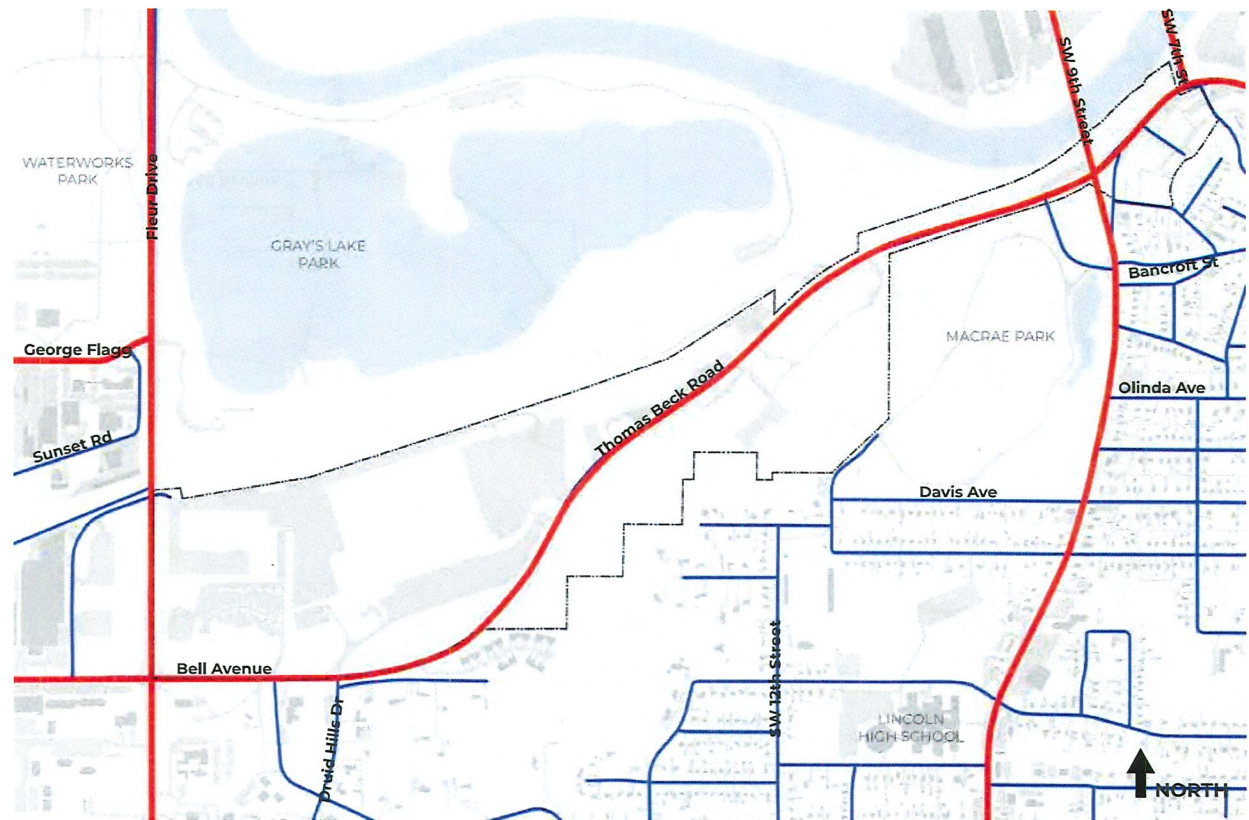 SW 7th St
SW 9th Street
WATERWORKS
PARK
Fleur Drive
GRAY'S LAKE
PARK
Bancroft St
MACRAE PARK
George Flagg
Thomas Beck Road
Olinda Ave
Sunset Rd
Davis Ave
Bell Avenue
SW 12th Street
Druid Hills Dr
LINCOLN
HIGH SCHOOL
NORTH